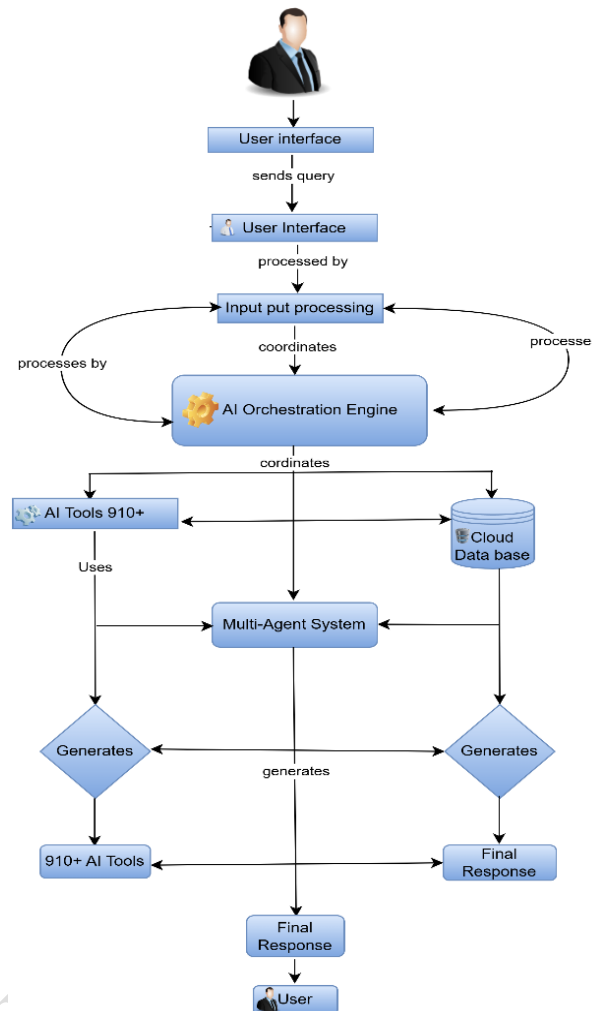 User interface
sends query
User Interface
processed by
Input put processing
coordinates
processes by
processe
AI Orchestration Engine
cordinates
AI Tools 910+
Cloud
Data base
Uses
Multi-Agent System
Generates
Generates
generates
910+ AI Tools
Final
Response
Final
Response
User